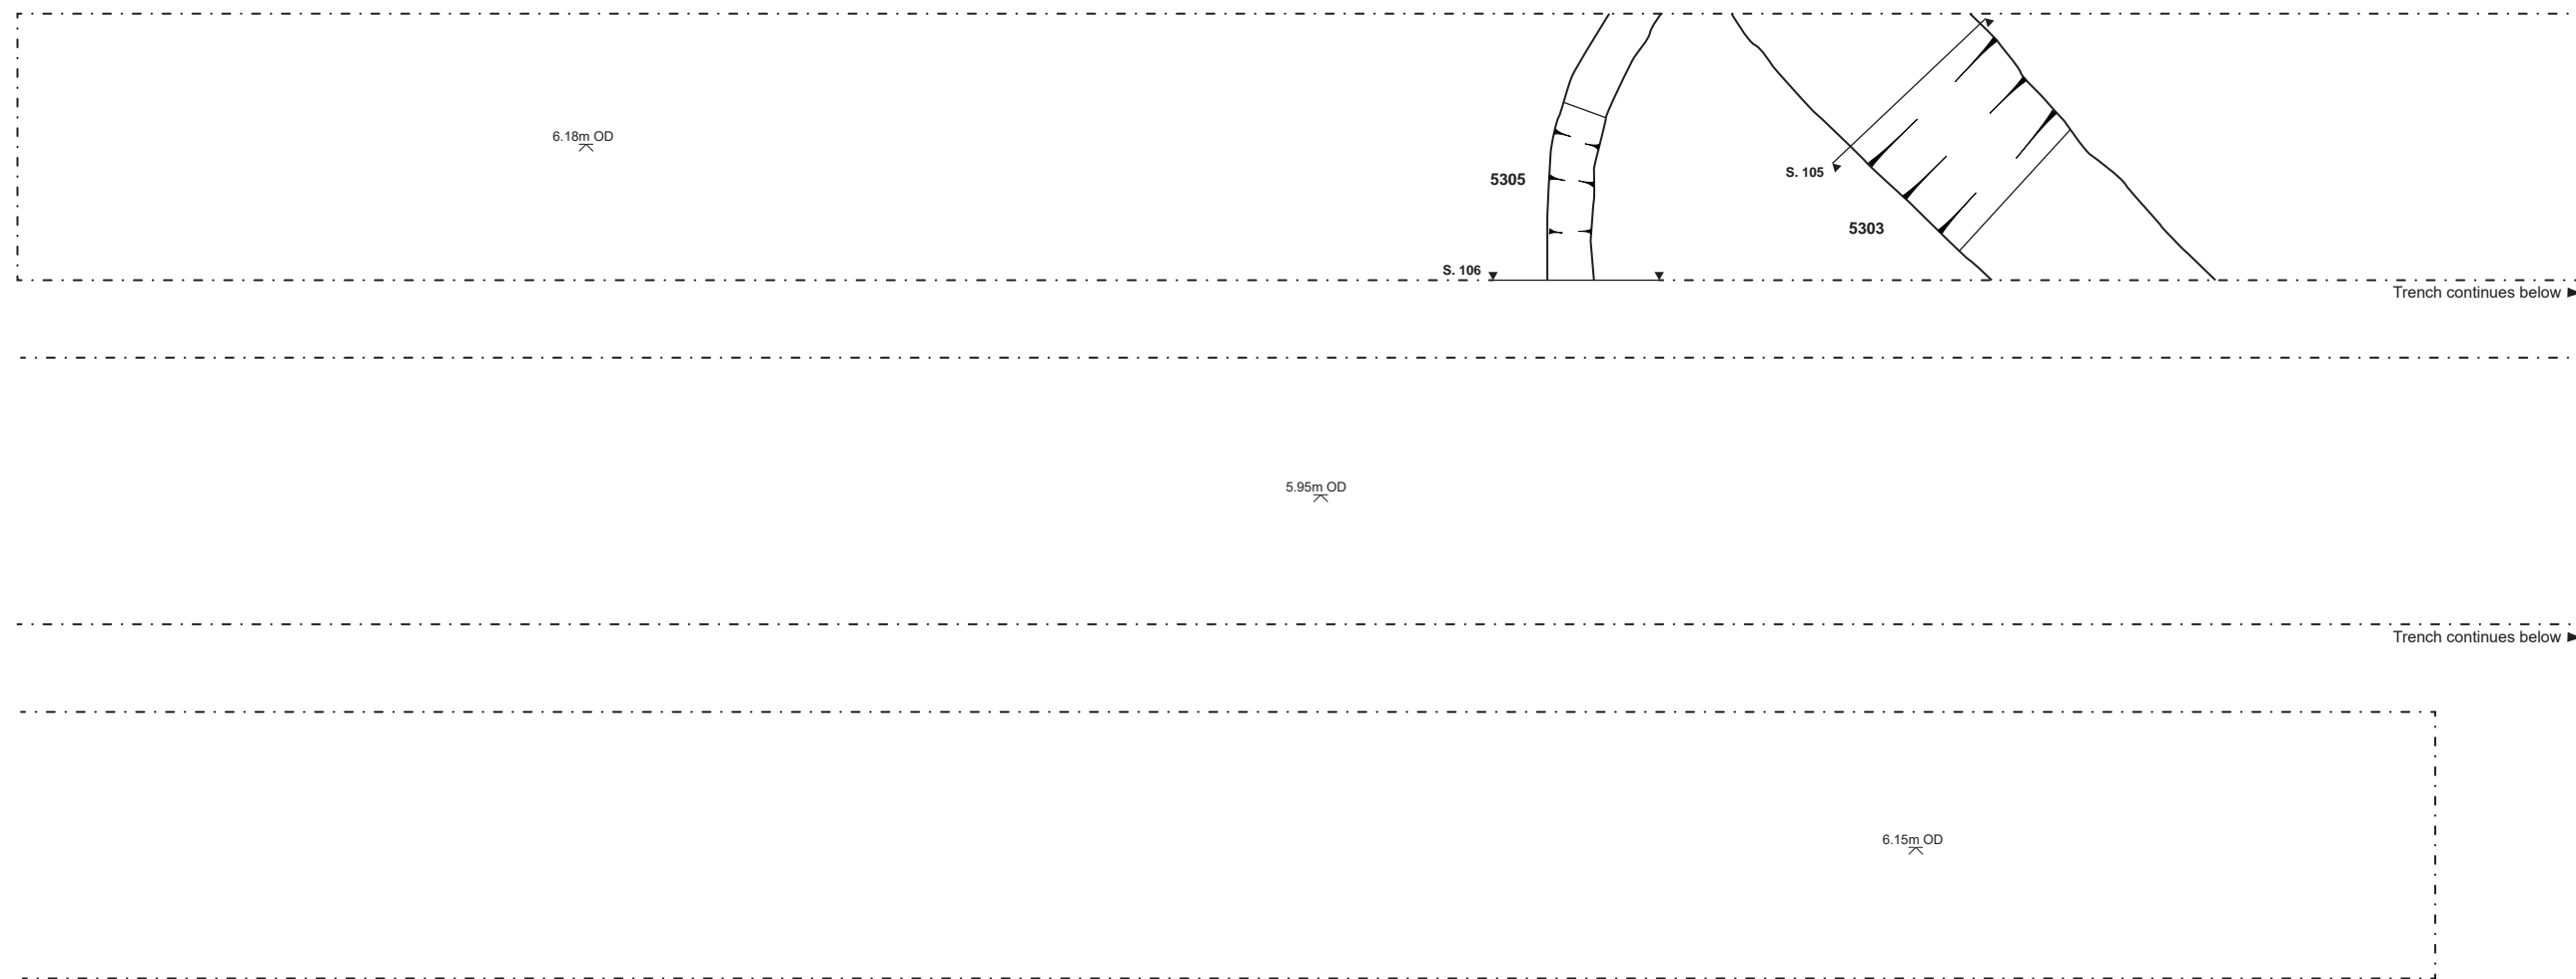 6.18m OD
5305
S. 105
5303
S. 106
Trench continues below
5.95m OD
Trench continues below
6.15m OD